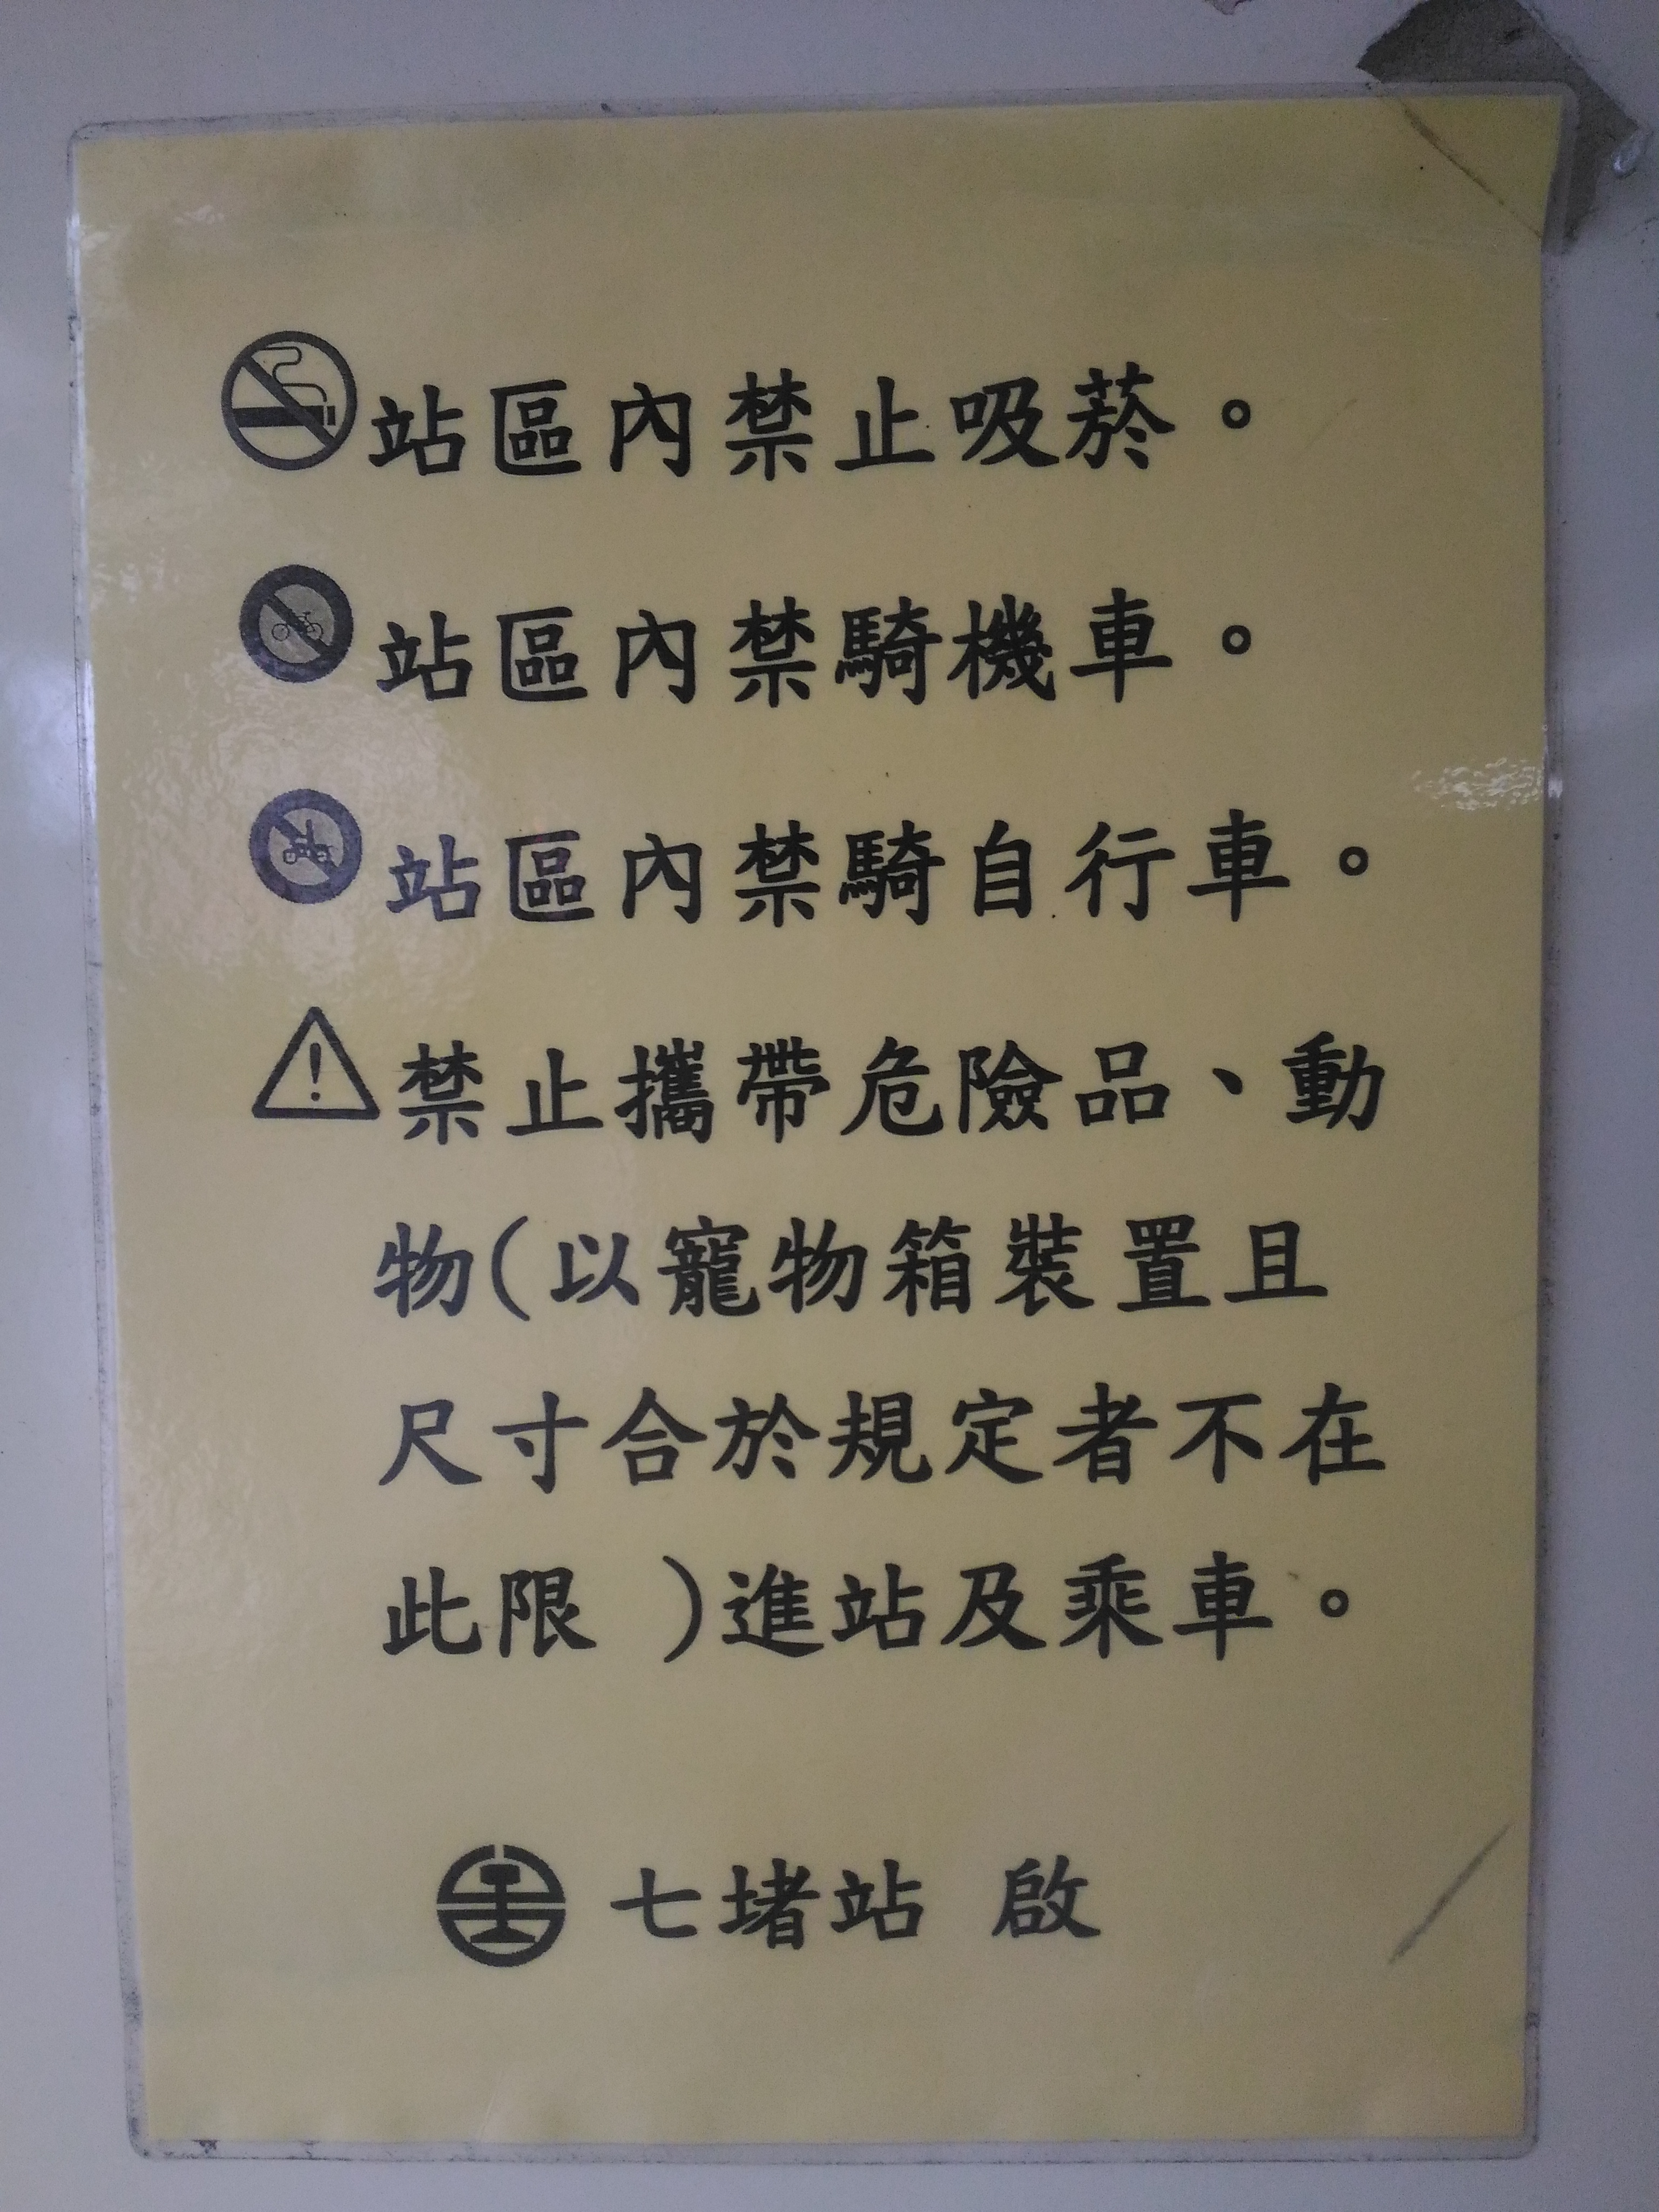 站區內禁止吸菸。
站區內禁騎機車。
站區內禁騎自行車。
禁止攜帶危險品、動
物(以寵物箱裝置且
尺寸合於規定者不在
此限 )進站及乘車。
七堵站 啟